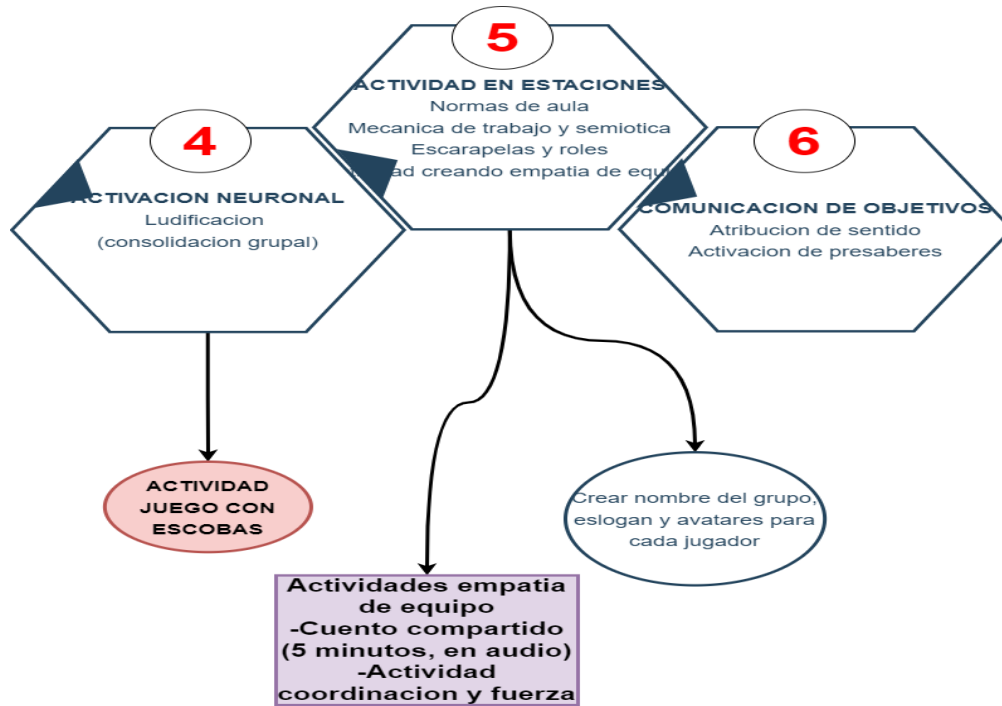 4
ACTIVACION NEURONAL
Ludificacion
(consolidacion grupal)
5
ACTIVIDAD EN ESTACIONES
Normas de aula
Mecanica de trabajo y semiotica
Escarapelas y roles
creando empatia de
6
COMUNICACION DE OBJETIVOS
Atribucion de sentido
Activacion de presaberes
ACTIVIDAD
JUEGO CON
ESCOBAS
Actividades empatia
de equipo
-Cuento compartido
(5 minutos, en audio)
-Actividad
coordinacion y fuerza
Crear nombre del grupo,
eslogan y avatares para
cada jugador